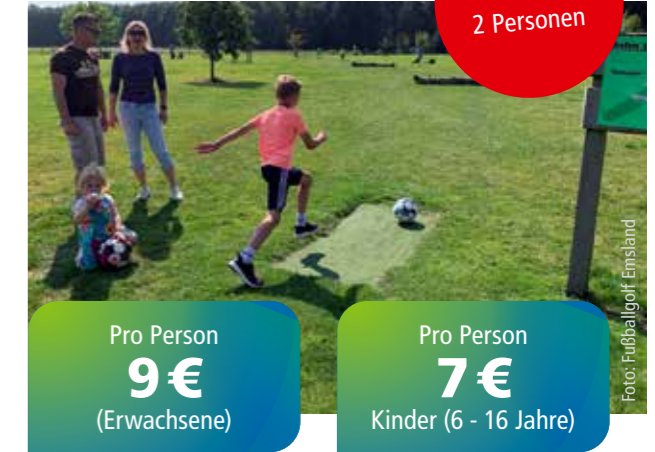 2 Personen
Pro Person
9 €
(Erwachsene)
Pro Person
7 €
Kinder (6 - 16 Jahre)
Foto: Fußballgolf Emsland